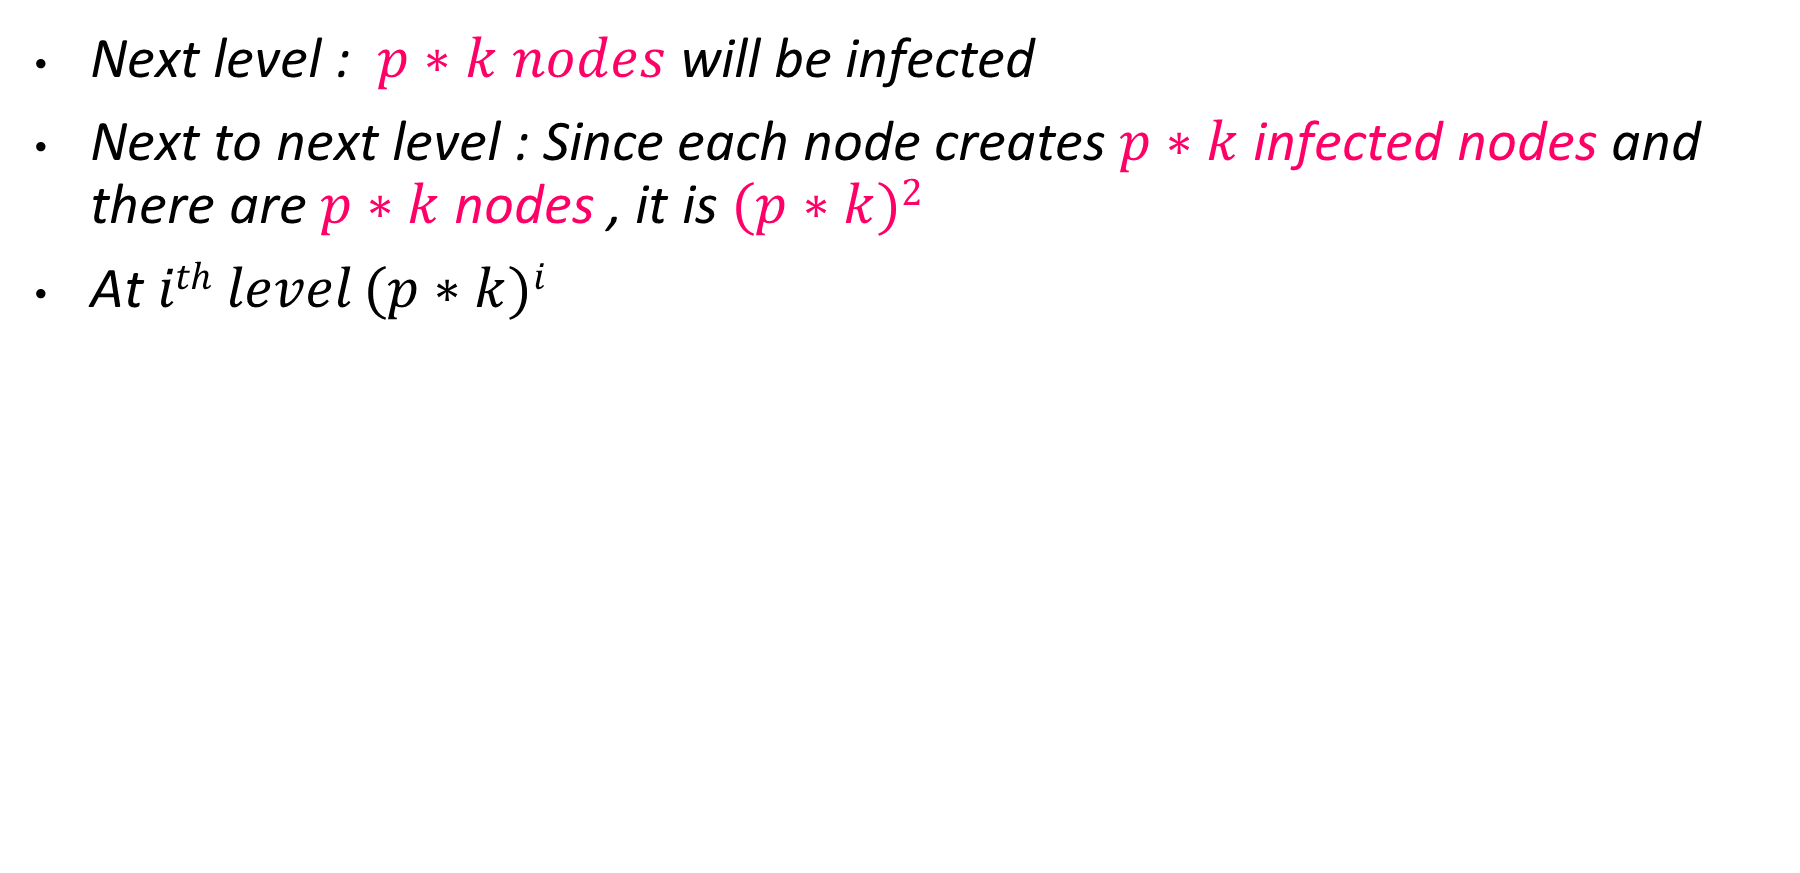 • Next level : p ∗ k nodes will be infected
• Next to next level : Since each node creates p ∗ k infected nodes and
there are p ∗ k nodes , it is (p ∗ k)²
• At iᵗʰ level (p ∗ k)ⁱ